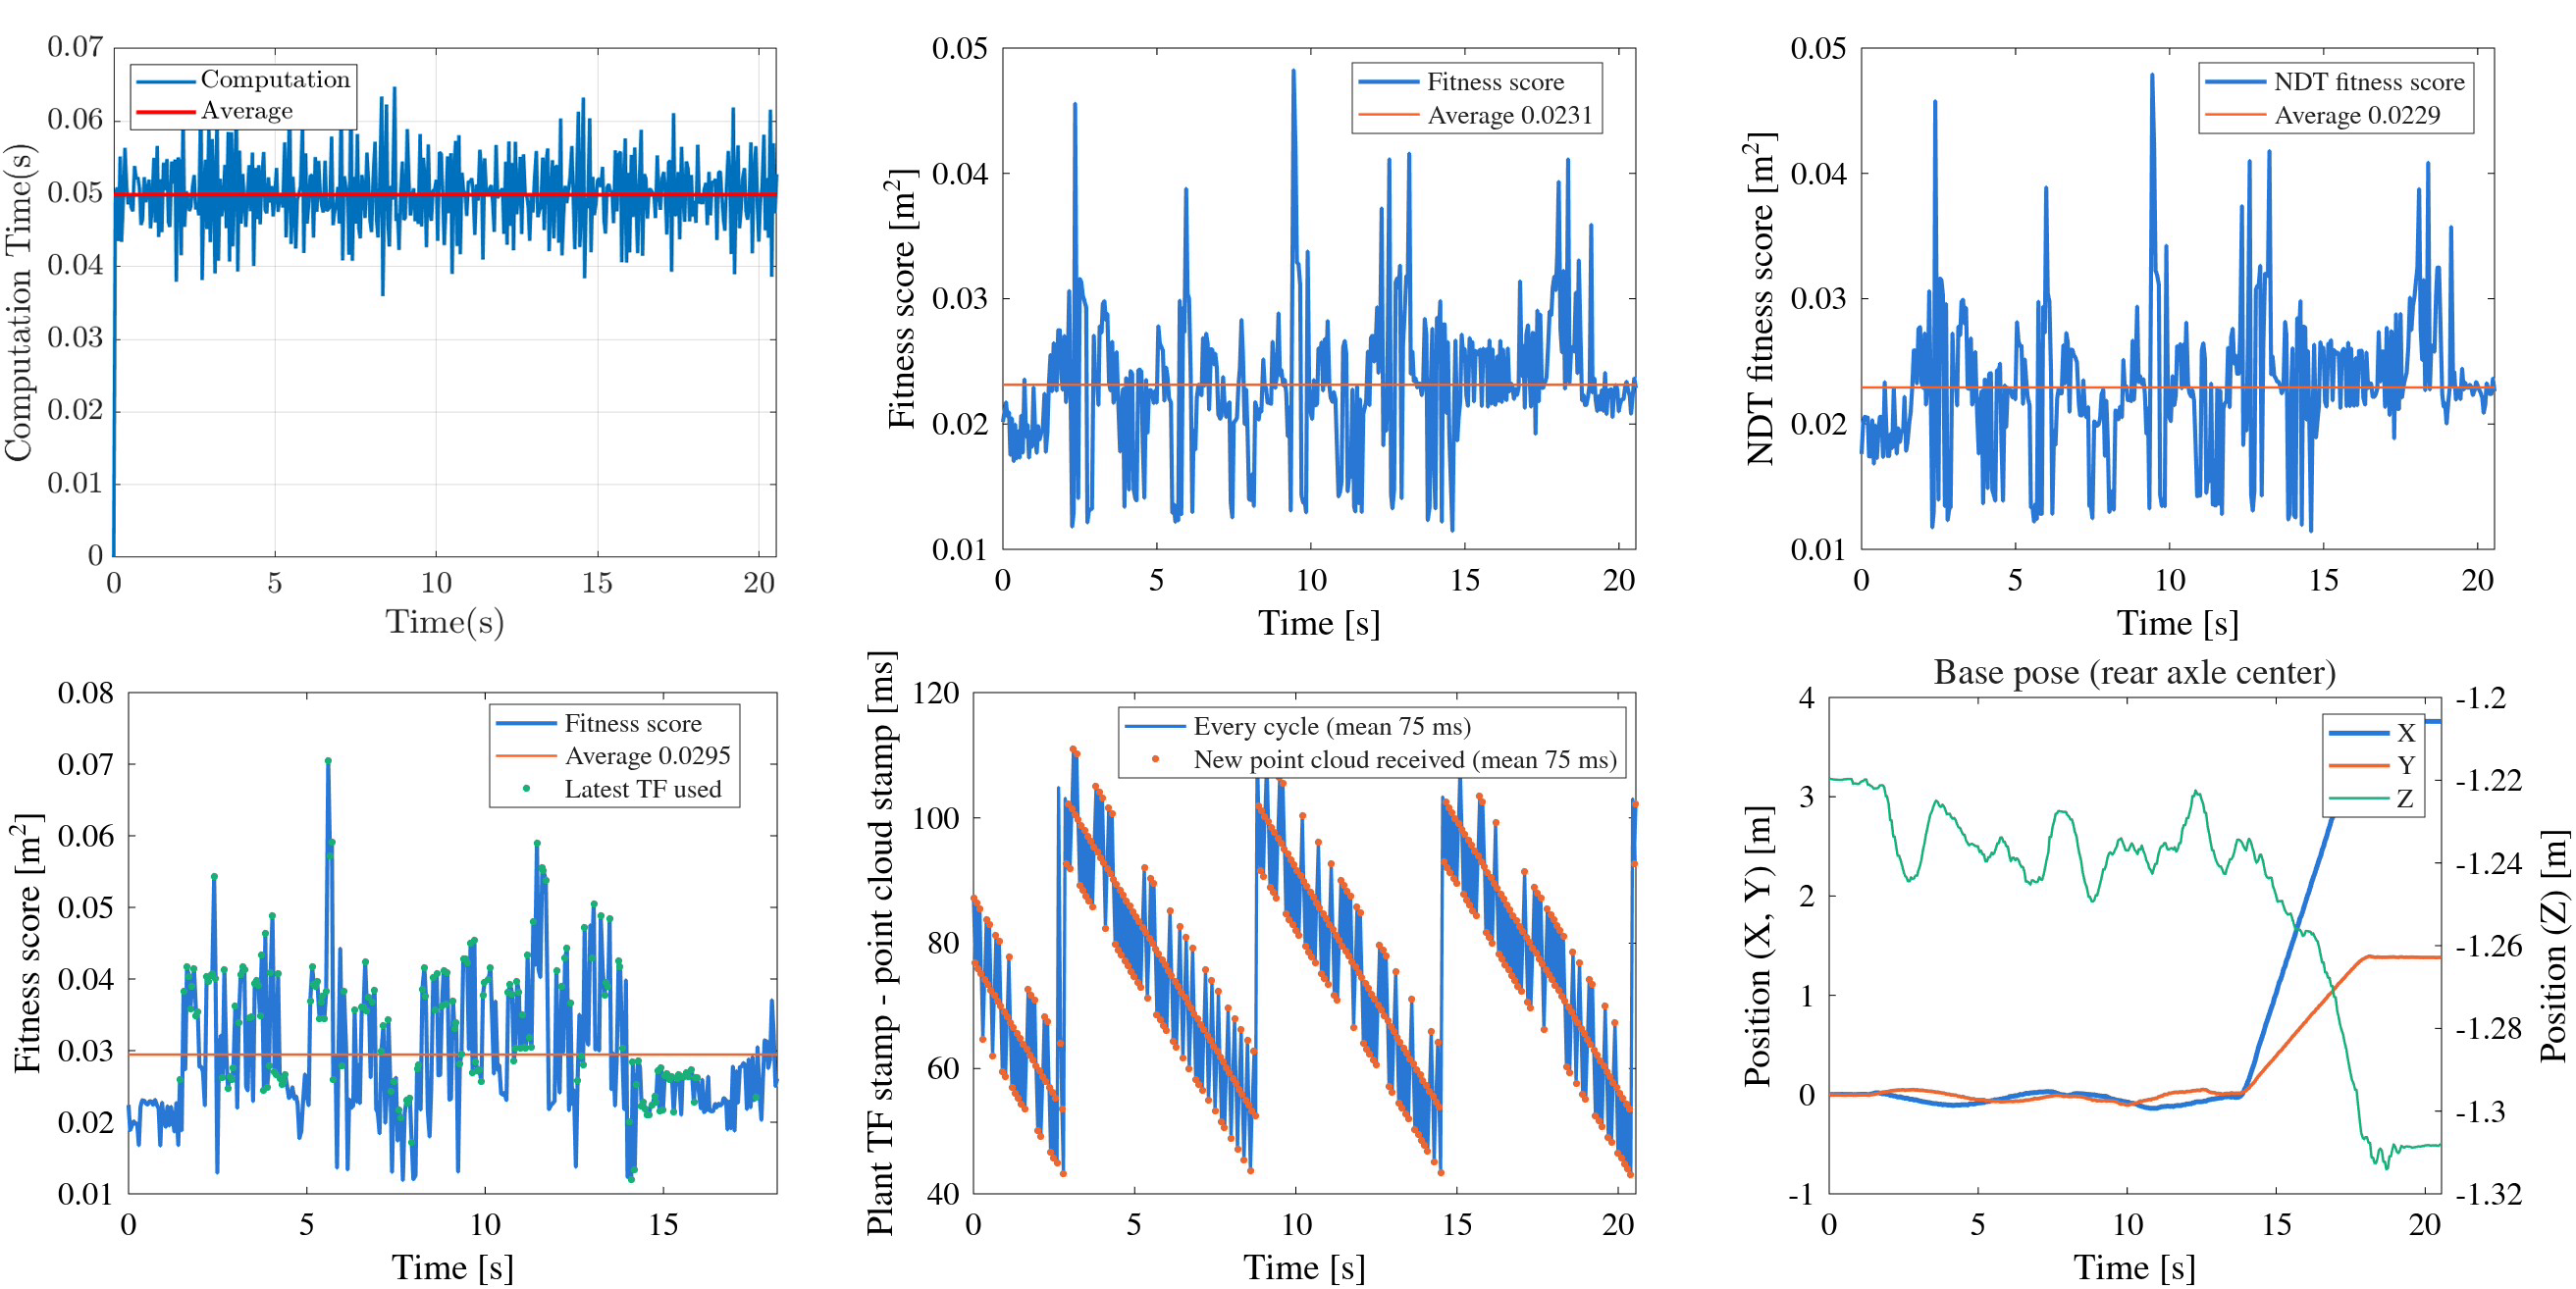 0.07
0.06
0.05
0.04
0.03
0.02
0.01
0
Computation Time(s)
Computation
Average
0 5 10 15 20
Time(s)
0.05
0.04
0.03
0.02
0.01
Fitness score [m²]
Fitness score
Average 0.0231
0 5 10 15 20
Time [s]
0.05
0.04
0.03
0.02
0.01
NDT fitness score [m²]
NDT fitness score
Average 0.0229
0 5 10 15 20
Time [s]
0.08
0.07
0.06
0.05
0.04
0.03
0.02
0.01
Fitness score [m²]
Fitness score
Average 0.0295
Latest TF used
0 5 10 15
Time [s]
120
100
80
60
40
Plant TF stamp - point cloud stamp [ms]
Every cycle (mean 75 ms)
New point cloud received (mean 75 ms)
0 5 10 15 20
Time [s]
Base pose (rear axle center)
4
3
2
1
0
-1
Position (X, Y) [m]
X
Y
Z
-1.2
-1.22
-1.24
-1.26
-1.28
-1.3
-1.32
Position (Z) [m]
0 5 10 15 20
Time [s]